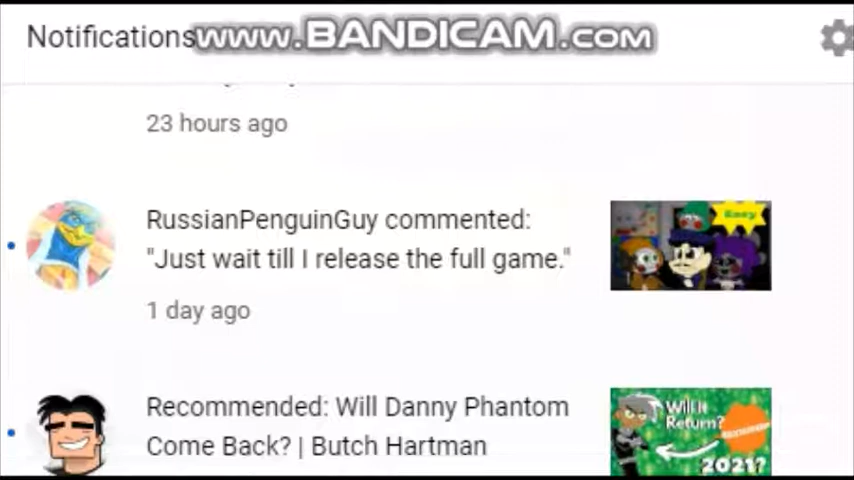 www.BANDICAM.com
Notifications
23 hours ago
RussianPenguinGuy commented:
"Just wait till I release the full game."
1 day ago
Easy
Recommended: Will Danny Phantom
Come Back? | Butch Hartman
Will It
Return?
2021?